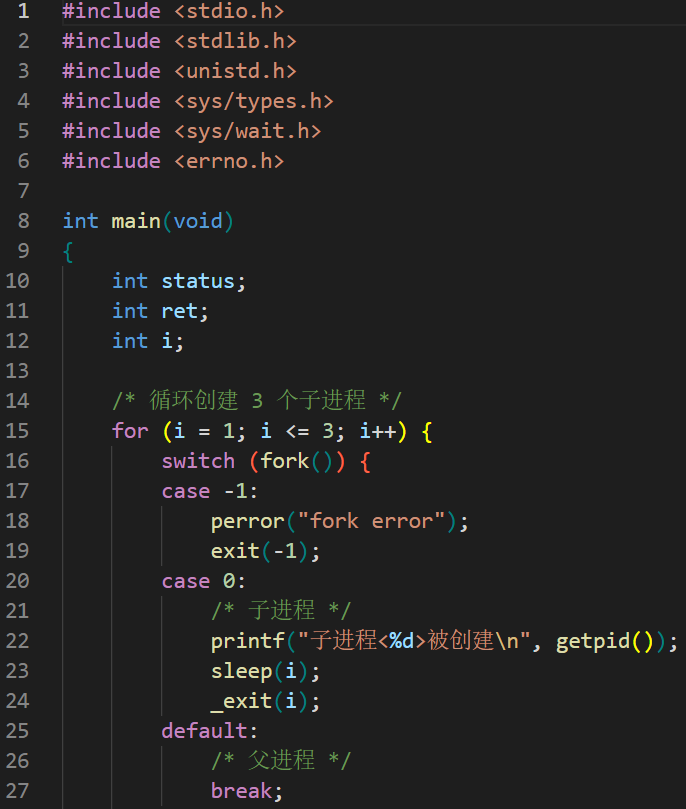 1 #include <stdio.h>
2 #include <stdlib.h>
3 #include <unistd.h>
4 #include <sys/types.h>
5 #include <sys/wait.h>
6 #include <errno.h>
7
8 int main(void)
9 {
10     int status;
11     int ret;
12     int i;
13
14     /* 循环创建 3 个子进程 */
15     for (i = 1; i <= 3; i++) {
16         switch (fork()) {
17         case -1:
18             perror("fork error");
19             exit(-1);
20         case 0:
21             /* 子进程 */
22             printf("子进程<%d>被创建\n", getpid());
23             sleep(i);
24             _exit(i);
25         default:
26             /* 父进程 */
27             break;